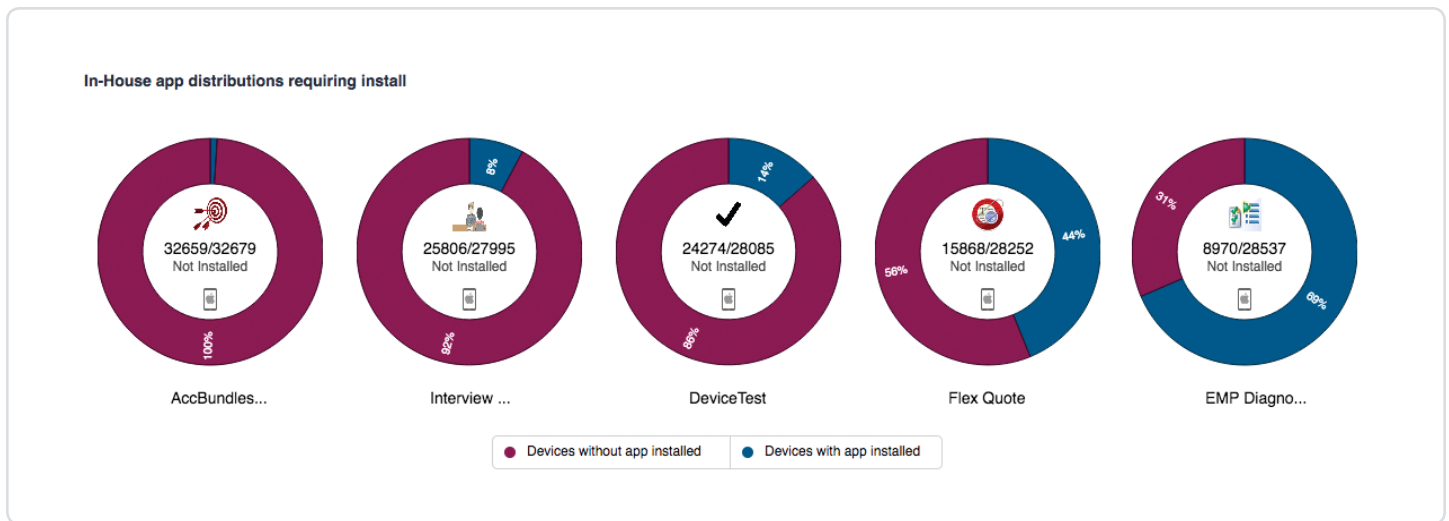 In-House app distributions requiring install
32659/32679
Not Installed
100%
AccBundles...
8%
25806/27995
Not Installed
92%
Interview ...
14%
24274/28085
Not Installed
86%
DeviceTest
15868/28252
Not Installed
44%
56%
Flex Quote
31%
8970/28537
Not Installed
69%
EMP Diagno...
Devices without app installed
Devices with app installed